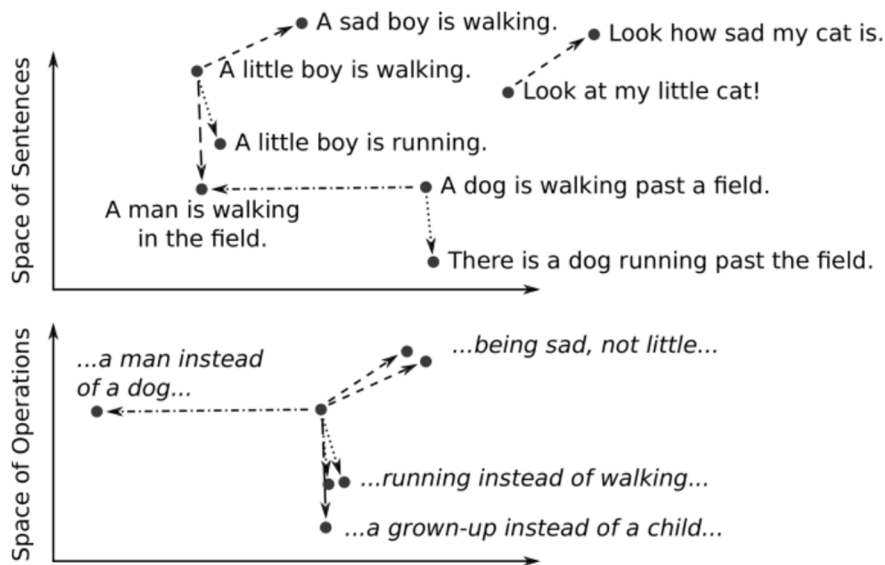 A sad boy is walking.
Look how sad my cat is.
A little boy is walking.
Look at my little cat!
A little boy is running.
A dog is walking past a field.
A man is walking
in the field.
There is a dog running past the field.
Space of Sentences
...a man instead
of a dog...
...being sad, not little...
...running instead of walking...
...a grown-up instead of a child...
Space of Operations